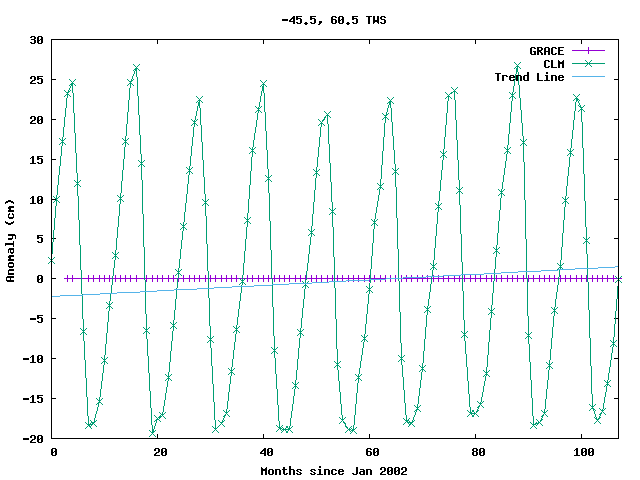 -45.5, 60.5 TWS
30
25
20
15
10
5
0
-5
-10
-15
-20
Anomaly (cm)
GRACE
CLM
Trend Line
0 20 40 60 80 100
Months since Jan 2002